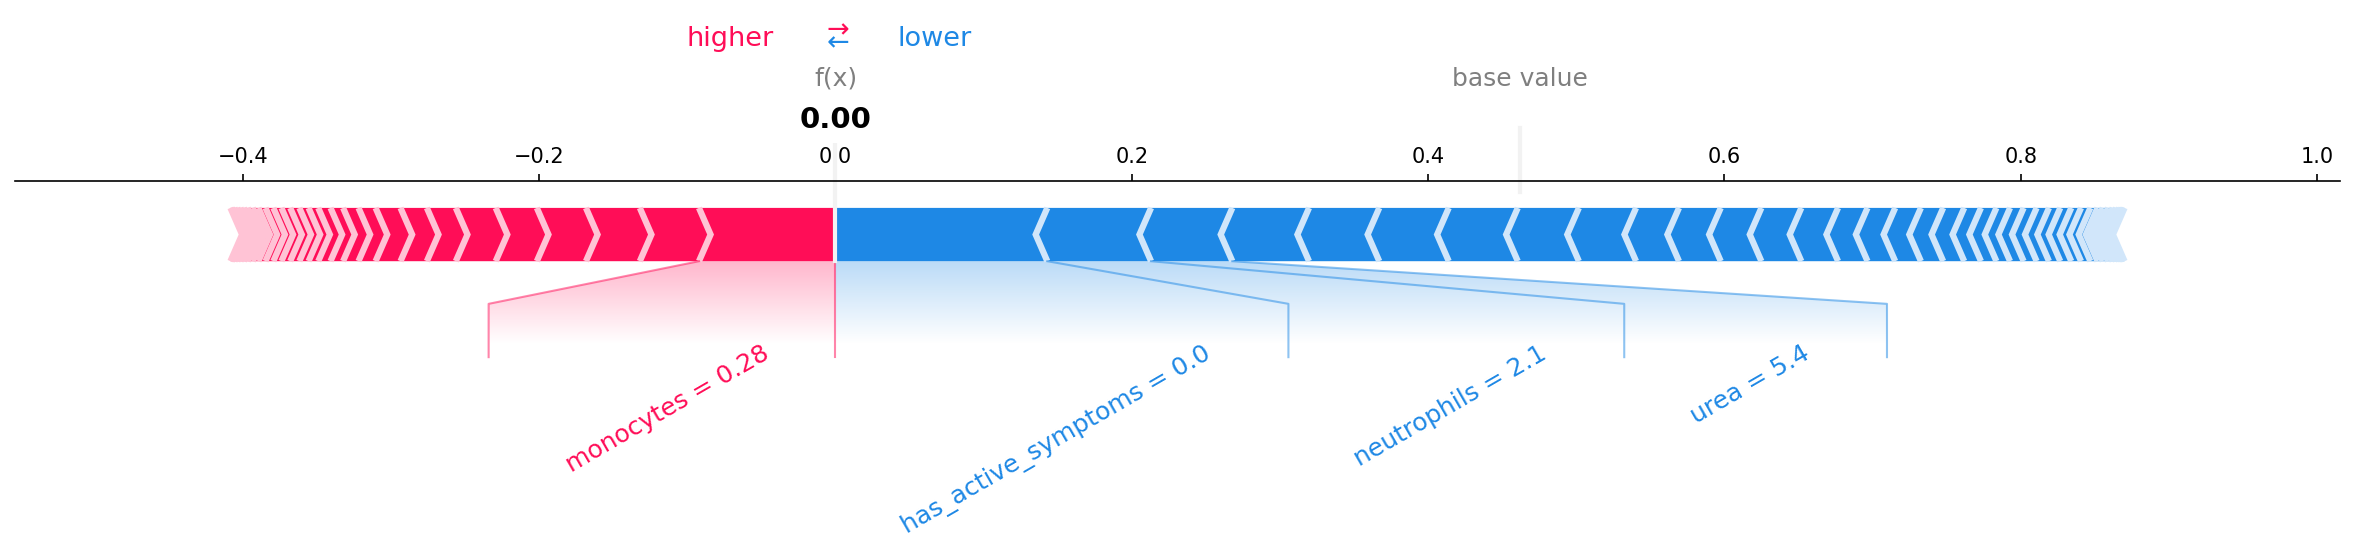 higher ⇄ lower
f(x) base value
0.00
−0.4 −0.2 0.0 0.2 0.4 0.6 0.8 1.0
monocytes = 0.28
has_active_symptoms = 0.0
neutrophils = 2.1
urea = 5.4